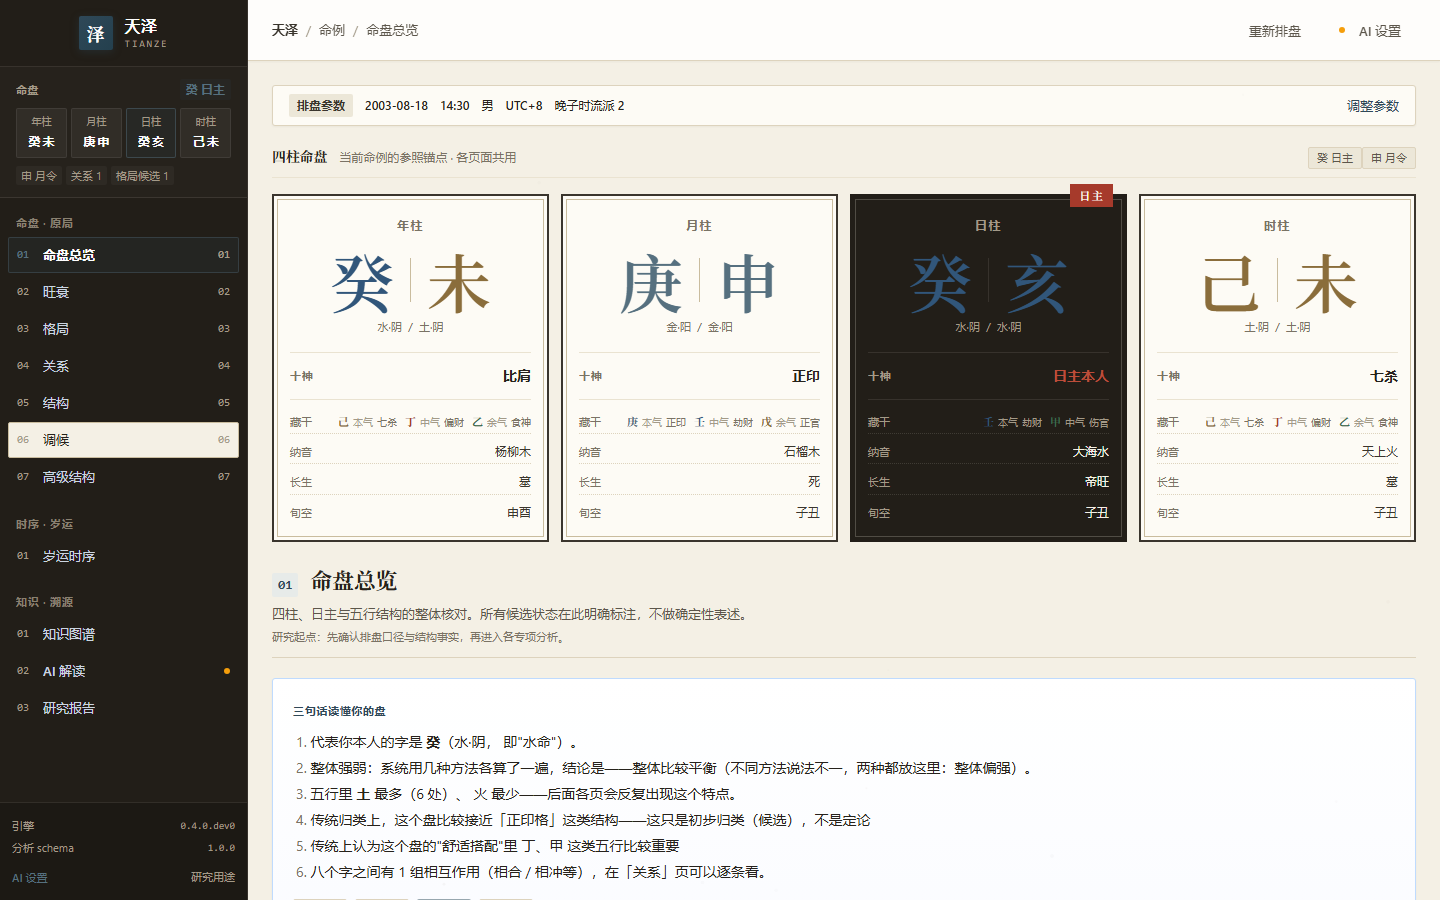 泽 天泽
TIANZE
命盘 癸 日主
年柱 月柱 日柱 时柱
癸未 庚申 癸亥 己未
申 月令 关系 1 格局候选 1
命盘 · 原局
01 命盘总览 01
02 旺衰 02
03 格局 03
04 关系 04
05 结构 05
06 调候 06
07 高级结构 07
时序 · 岁运
01 岁运时序
知识 · 溯源
01 知识图谱
02 AI 解读
03 研究报告
引擎 0.4.0.dev0
分析 schema 1.0.0
AI 设置 研究用途
天泽 / 命例 / 命盘总览 重新排盘 AI 设置
排盘参数 2003-08-18 14:30 男 UTC+8 晚子时流派 2 调整参数
四柱命盘 当前命例的参照锚点 · 各页面共用 癸 日主 申 月令
年柱
癸 未
水·阴 / 土·阴
十神 比肩
藏干 己 本气 七杀 丁 中气 偏财 乙 余气 食神
纳音 杨柳木
长生 墓
旬空 申酉
月柱
庚 申
金·阳 / 金·阳
十神 正印
藏干 庚 本气 正印 壬 中气 劫财 戊 余气 正官
纳音 石榴木
长生 死
旬空 子丑
日主
日柱
癸 亥
水·阴 / 水·阴
十神 日主本人
藏干 壬 本气 劫财 甲 中气 伤官
纳音 大海水
长生 帝旺
旬空 子丑
时柱
己 未
土·阴 / 土·阴
十神 七杀
藏干 己 本气 七杀 丁 中气 偏财 乙 余气 食神
纳音 天上火
长生 墓
旬空 子丑
01 命盘总览
四柱、日主与五行结构的整体核对。所有候选状态在此明确标注，不做确定性表述。
研究起点：先确认排盘口径与结构事实，再进入各专项分析。
三句话读懂你的盘
1. 代表你本人的字是 癸（水·阴， 即"水命"）。
2. 整体强弱：系统用几种方法各算了一遍，结论是——整体比较平衡（不同方法说法不一，两种都放这里：整体偏强）。
3. 五行里 土 最多（6 处）、 火 最少——后面各页会反复出现这个特点。
4. 传统归类上，这个盘比较接近「正印格」这类结构——这只是初步归类（候选），不是定论
5. 传统上认为这个盘的"舒适搭配"里 丁、甲 这类五行比较重要
6. 八个字之间有 1 组相互作用（相合 / 相冲等），在「关系」页可以逐条看。